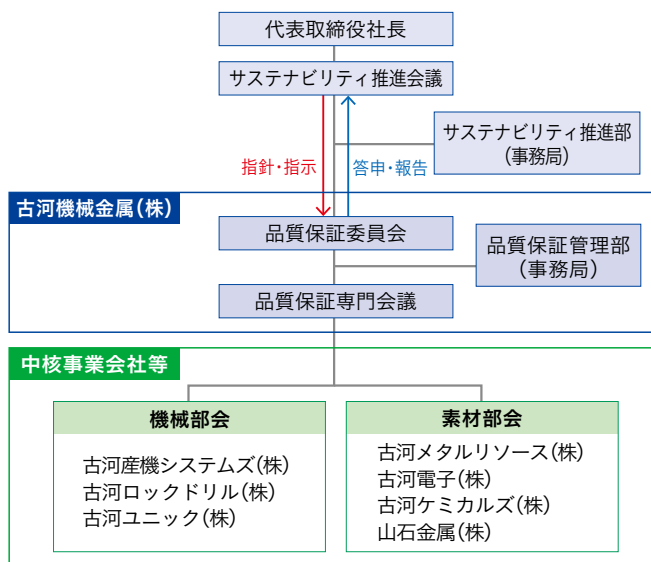 代表取締役社長
サステナビリティ推進会議
サステナビリティ推進部
(事務局)
指針・指示
答申・報告
古河機械金属(株)
品質保証委員会
品質保証管理部
(事務局)
品質保証専門会議
中核事業会社等
機械部会
古河産機システムズ(株)
古河ロックドリル(株)
古河ユニック(株)
素材部会
古河メタルリソース(株)
古河電子(株)
古河ケミカルズ(株)
山石金属(株)